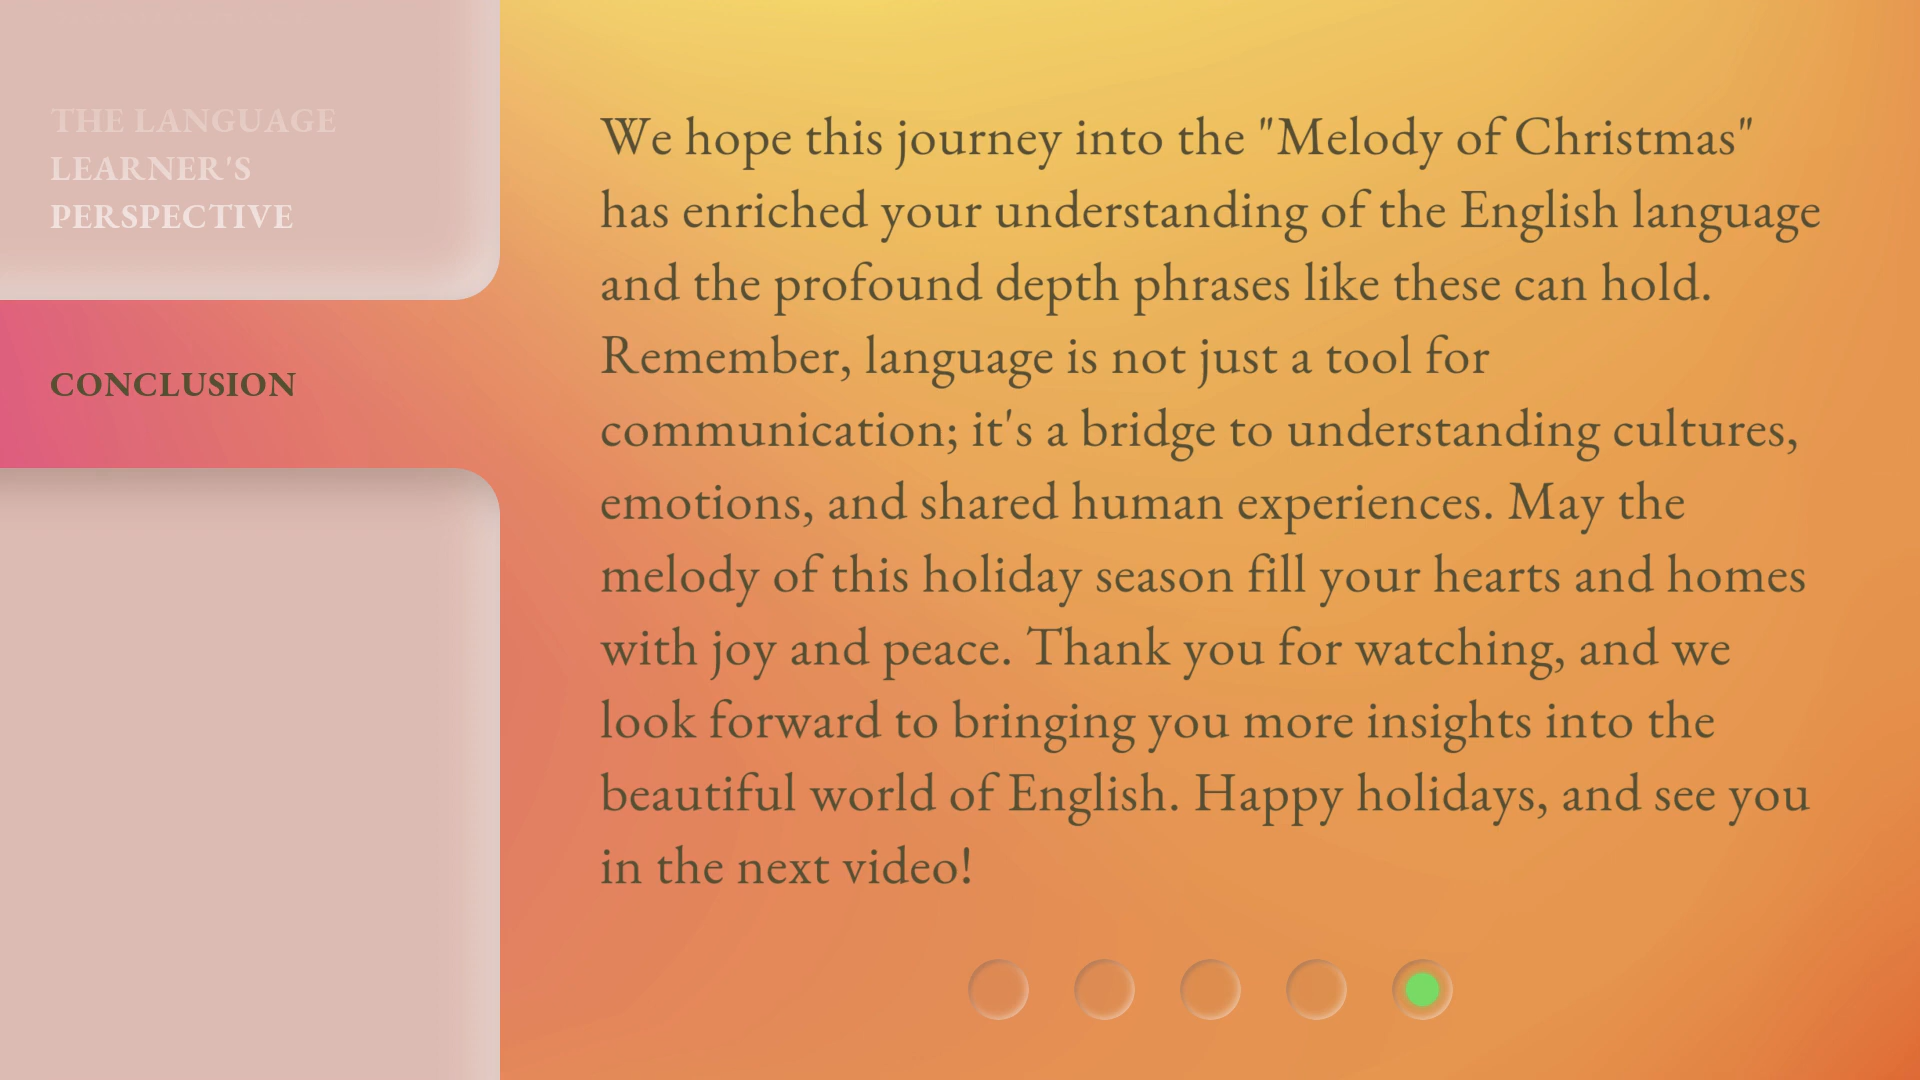 THE LANGUAGE
LEARNER'S
PERSPECTIVE
CONCLUSION
We hope this journey into the "Melody of Christmas"
has enriched your understanding of the English language
and the profound depth phrases like these can hold.
Remember, language is not just a tool for
communication; it's a bridge to understanding cultures,
emotions, and shared human experiences. May the
melody of this holiday season fill your hearts and homes
with joy and peace. Thank you for watching, and we
look forward to bringing you more insights into the
beautiful world of English. Happy holidays, and see you
in the next video!